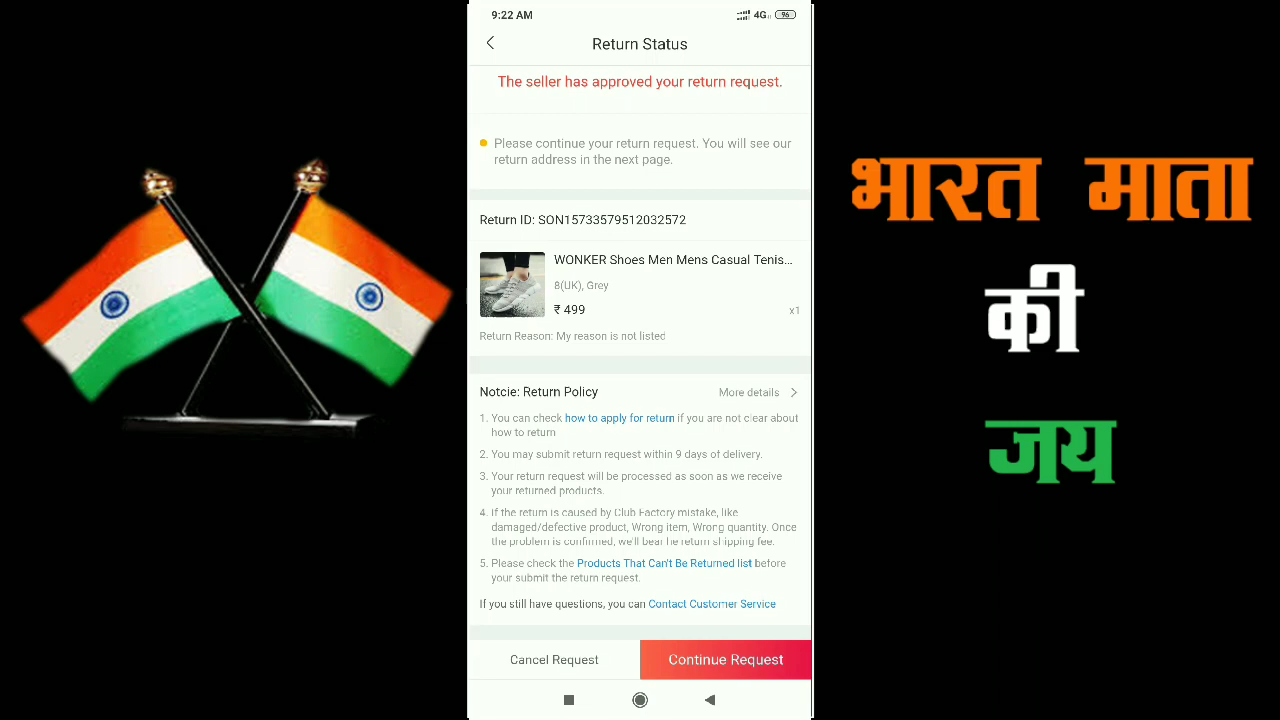 9:22 AM
4G
96
Return Status
The seller has approved your return request.
Please continue your return request. You will see our
return address in the next page.
Return ID: SON15733579512032572
WONKER Shoes Men Mens Casual Tenis...
8(UK), Grey
₹ 499
x1
Return Reason: My reason is not listed
Notcie: Return Policy
More details
1. You can check how to apply for return if you are not clear about
how to return
2. You may submit return request within 9 days of delivery.
3. Your return request will be processed as soon as we receive
your returned products.
4. If the return is caused by Club Factory mistake, like
damaged/defective product, Wrong item, Wrong quantity. Once
the problem is confirmed, we'll bear he return shipping fee.
5. Please check the Products That Can't Be Returned list before
your submit the return request.
If you still have questions, you can Contact Customer Service
Cancel Request
Continue Request
भारत माता
की
जय